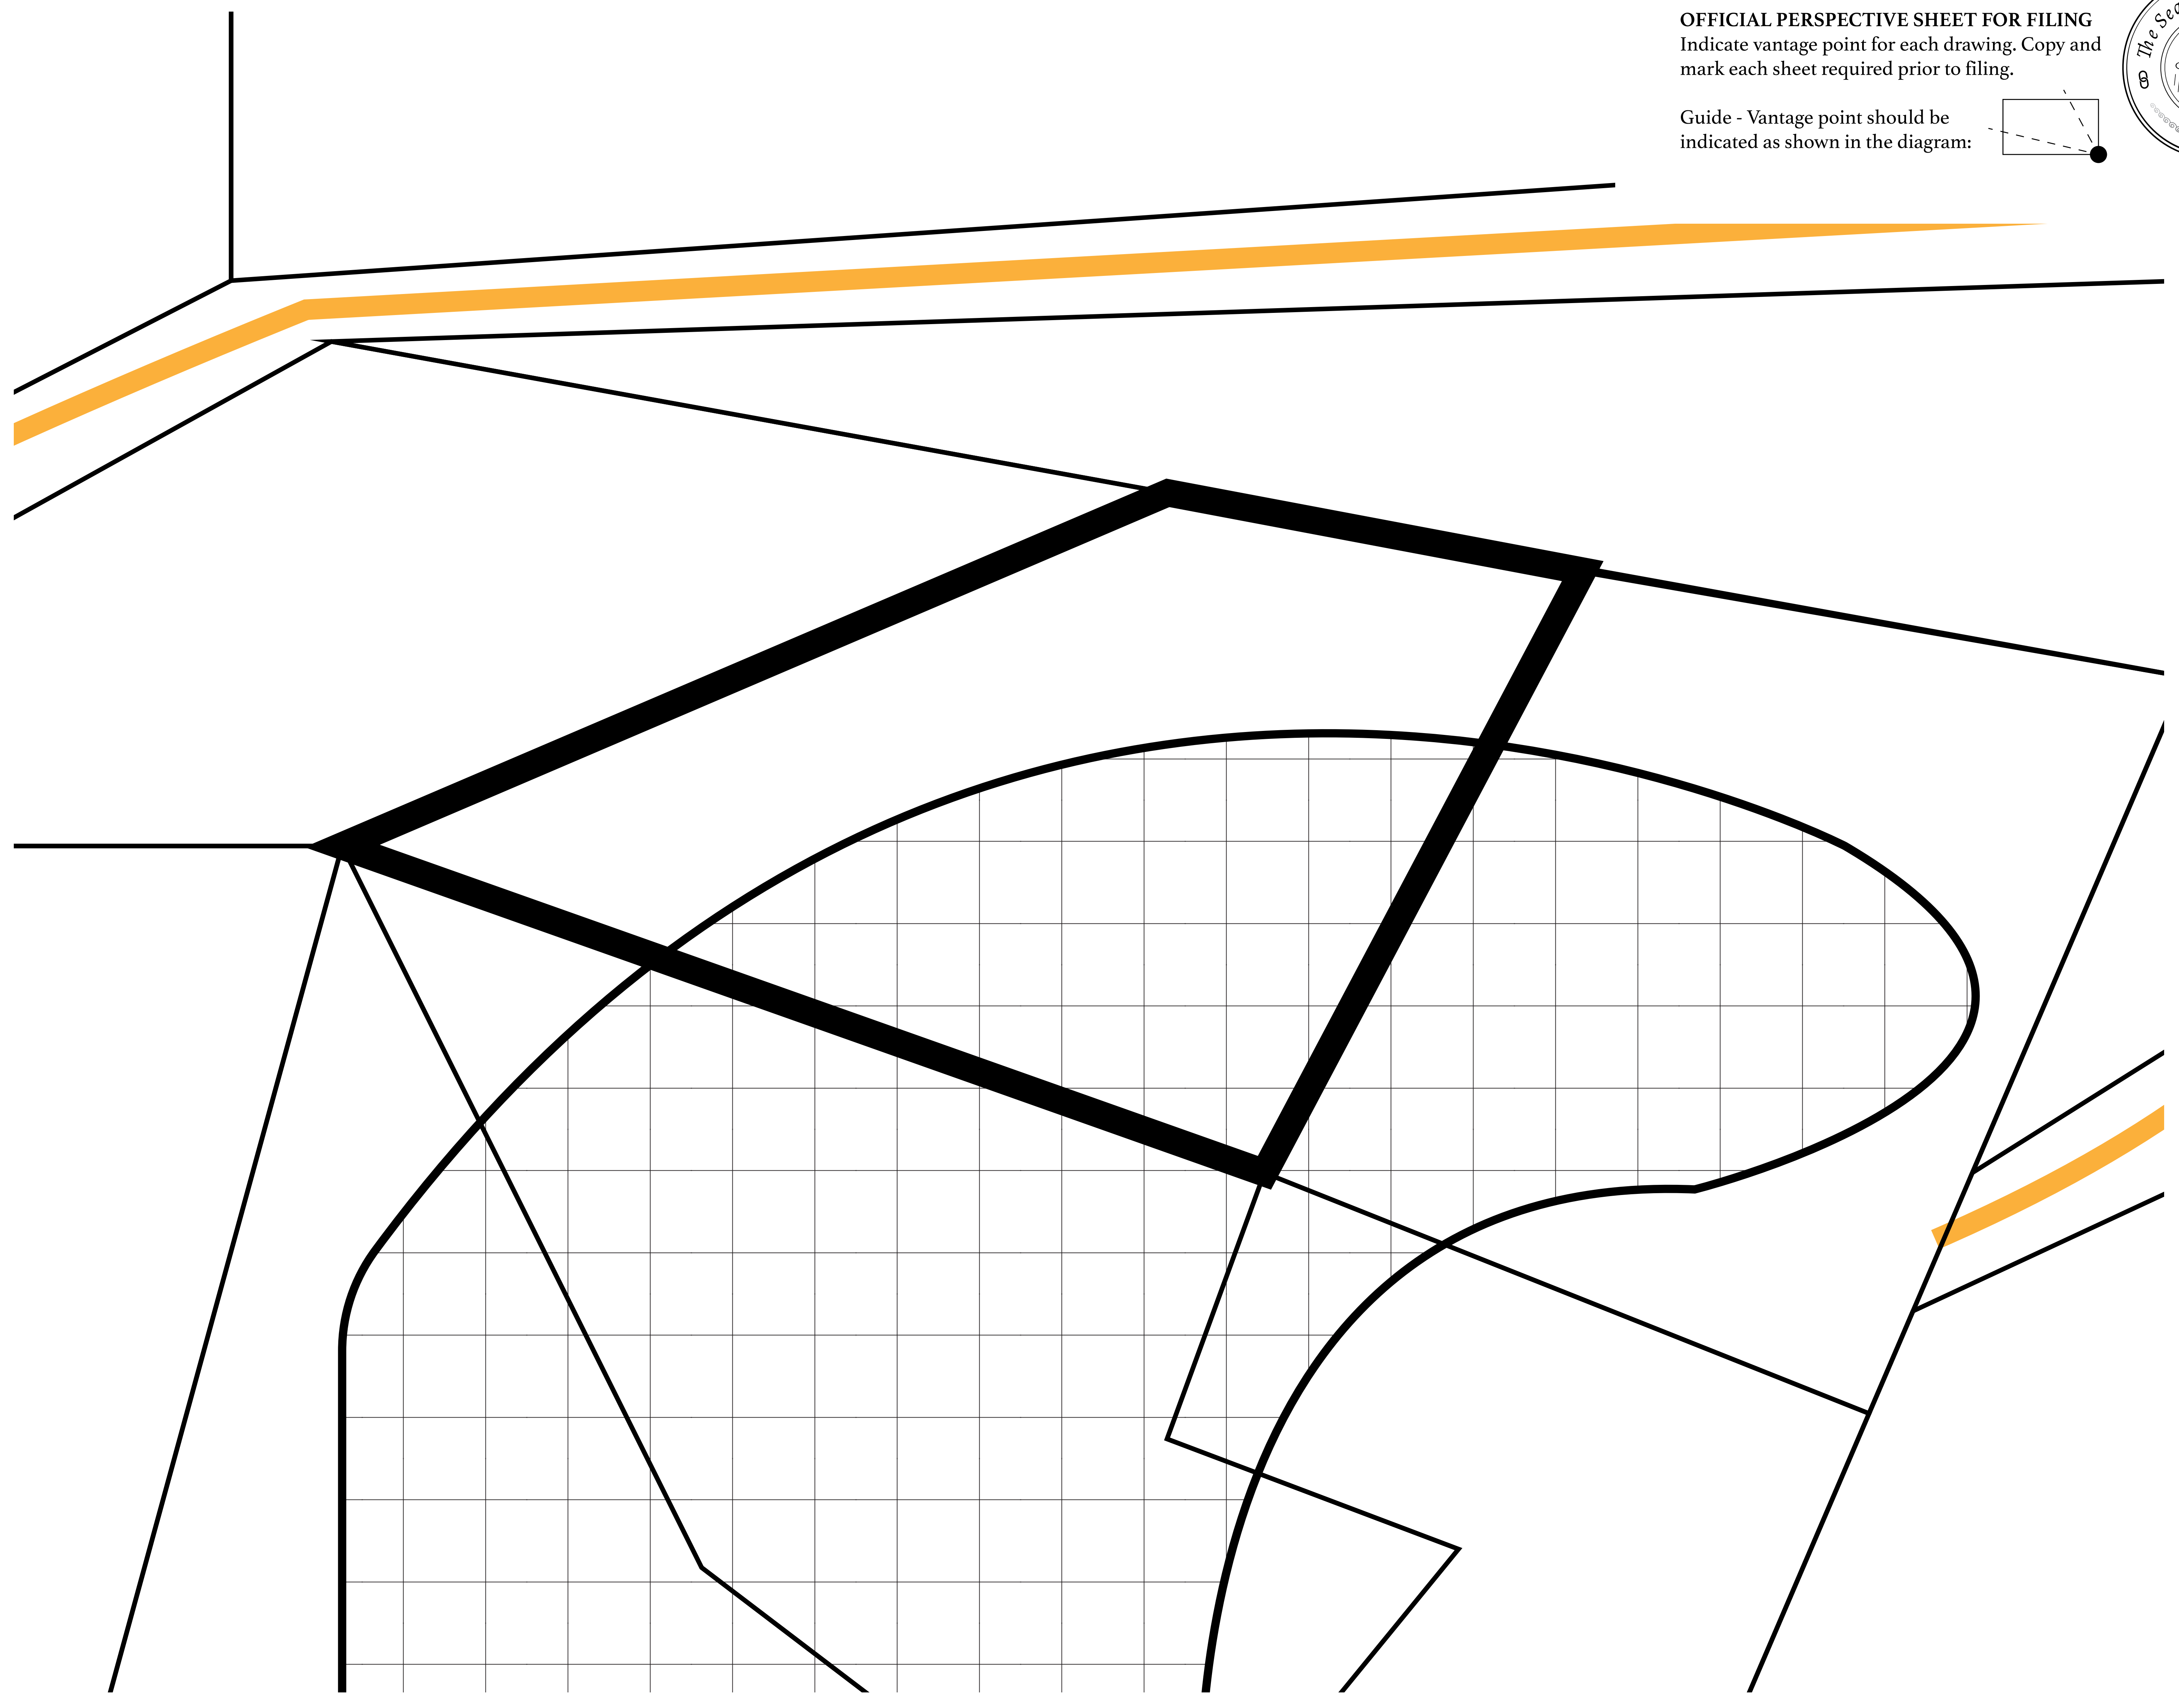 OFFICIAL PERSPECTIVE SHEET FOR FILING
Indicate vantage point for each drawing. Copy and
mark each sheet required prior to filing.
Guide - Vantage point should be
indicated as shown in the diagram:
The